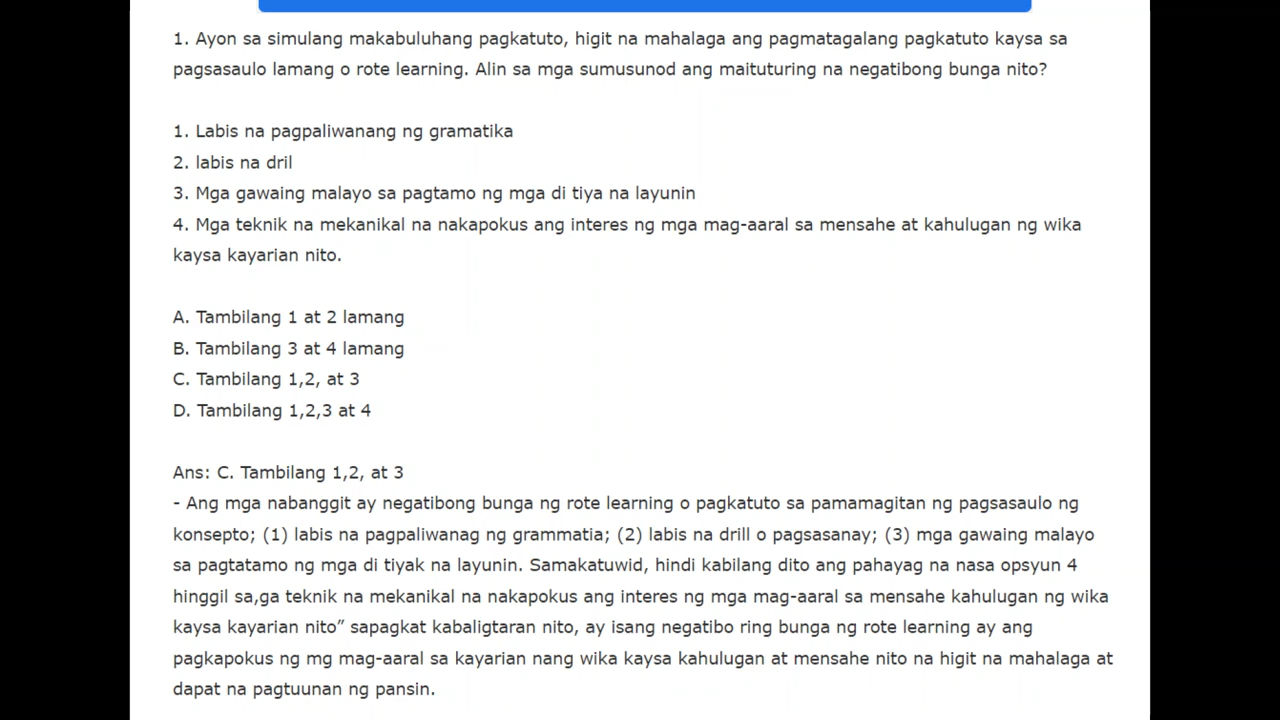 1. Ayon sa simulang makabuluhang pagkatuto, higit na mahalaga ang pagmatagalang pagkatuto kaysa sa
pagsasaulo lamang o rote learning. Alin sa mga sumusunod ang maituturing na negatibong bunga nito?
1. Labis na pagpaliwanang ng gramatika
2. labis na dril
3. Mga gawaing malayo sa pagtamo ng mga di tiya na layunin
4. Mga teknik na mekanikal na nakapokus ang interes ng mga mag-aaral sa mensahe at kahulugan ng wika
kaysa kayarian nito.
A. Tambilang 1 at 2 lamang
B. Tambilang 3 at 4 lamang
C. Tambilang 1,2, at 3
D. Tambilang 1,2,3 at 4
Ans: C. Tambilang 1,2, at 3
- Ang mga nabanggit ay negatibong bunga ng rote learning o pagkatuto sa pamamagitan ng pagsasaulo ng
konsepto; (1) labis na pagpaliwanag ng grammatia; (2) labis na drill o pagsasanay; (3) mga gawaing malayo
sa pagtatamo ng mga di tiyak na layunin. Samakatuwid, hindi kabilang dito ang pahayag na nasa opsyun 4
hinggil sa,ga teknik na mekanikal na nakapokus ang interes ng mga mag-aaral sa mensahe kahulugan ng wika
kaysa kayarian nito” sapagkat kabaligtaran nito, ay isang negatibo ring bunga ng rote learning ay ang
pagkapokus ng mg mag-aaral sa kayarian nang wika kaysa kahulugan at mensahe nito na higit na mahalaga at
dapat na pagtuunan ng pansin.